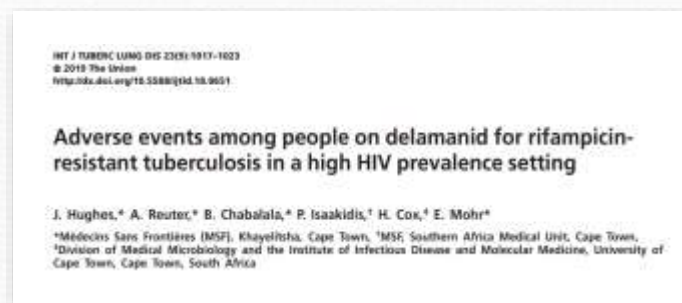 INT J TUBERC LUNG DIS 23(9):1017–1023
© 2019 The Union
http://dx.doi.org/10.5588/ijtld.18.0651
Adverse events among people on delamanid for rifampicin-
resistant tuberculosis in a high HIV prevalence setting
J. Hughes,* A. Reuter,* B. Chabalala,* P. Isaakidis,† H. Cox,‡ E. Mohr*
*Médecins Sans Frontières (MSF), Khayelitsha, Cape Town, †MSF, Southern Africa Medical Unit, Cape Town,
‡Division of Medical Microbiology and the Institute of Infectious Disease and Molecular Medicine, University of
Cape Town, Cape Town, South Africa